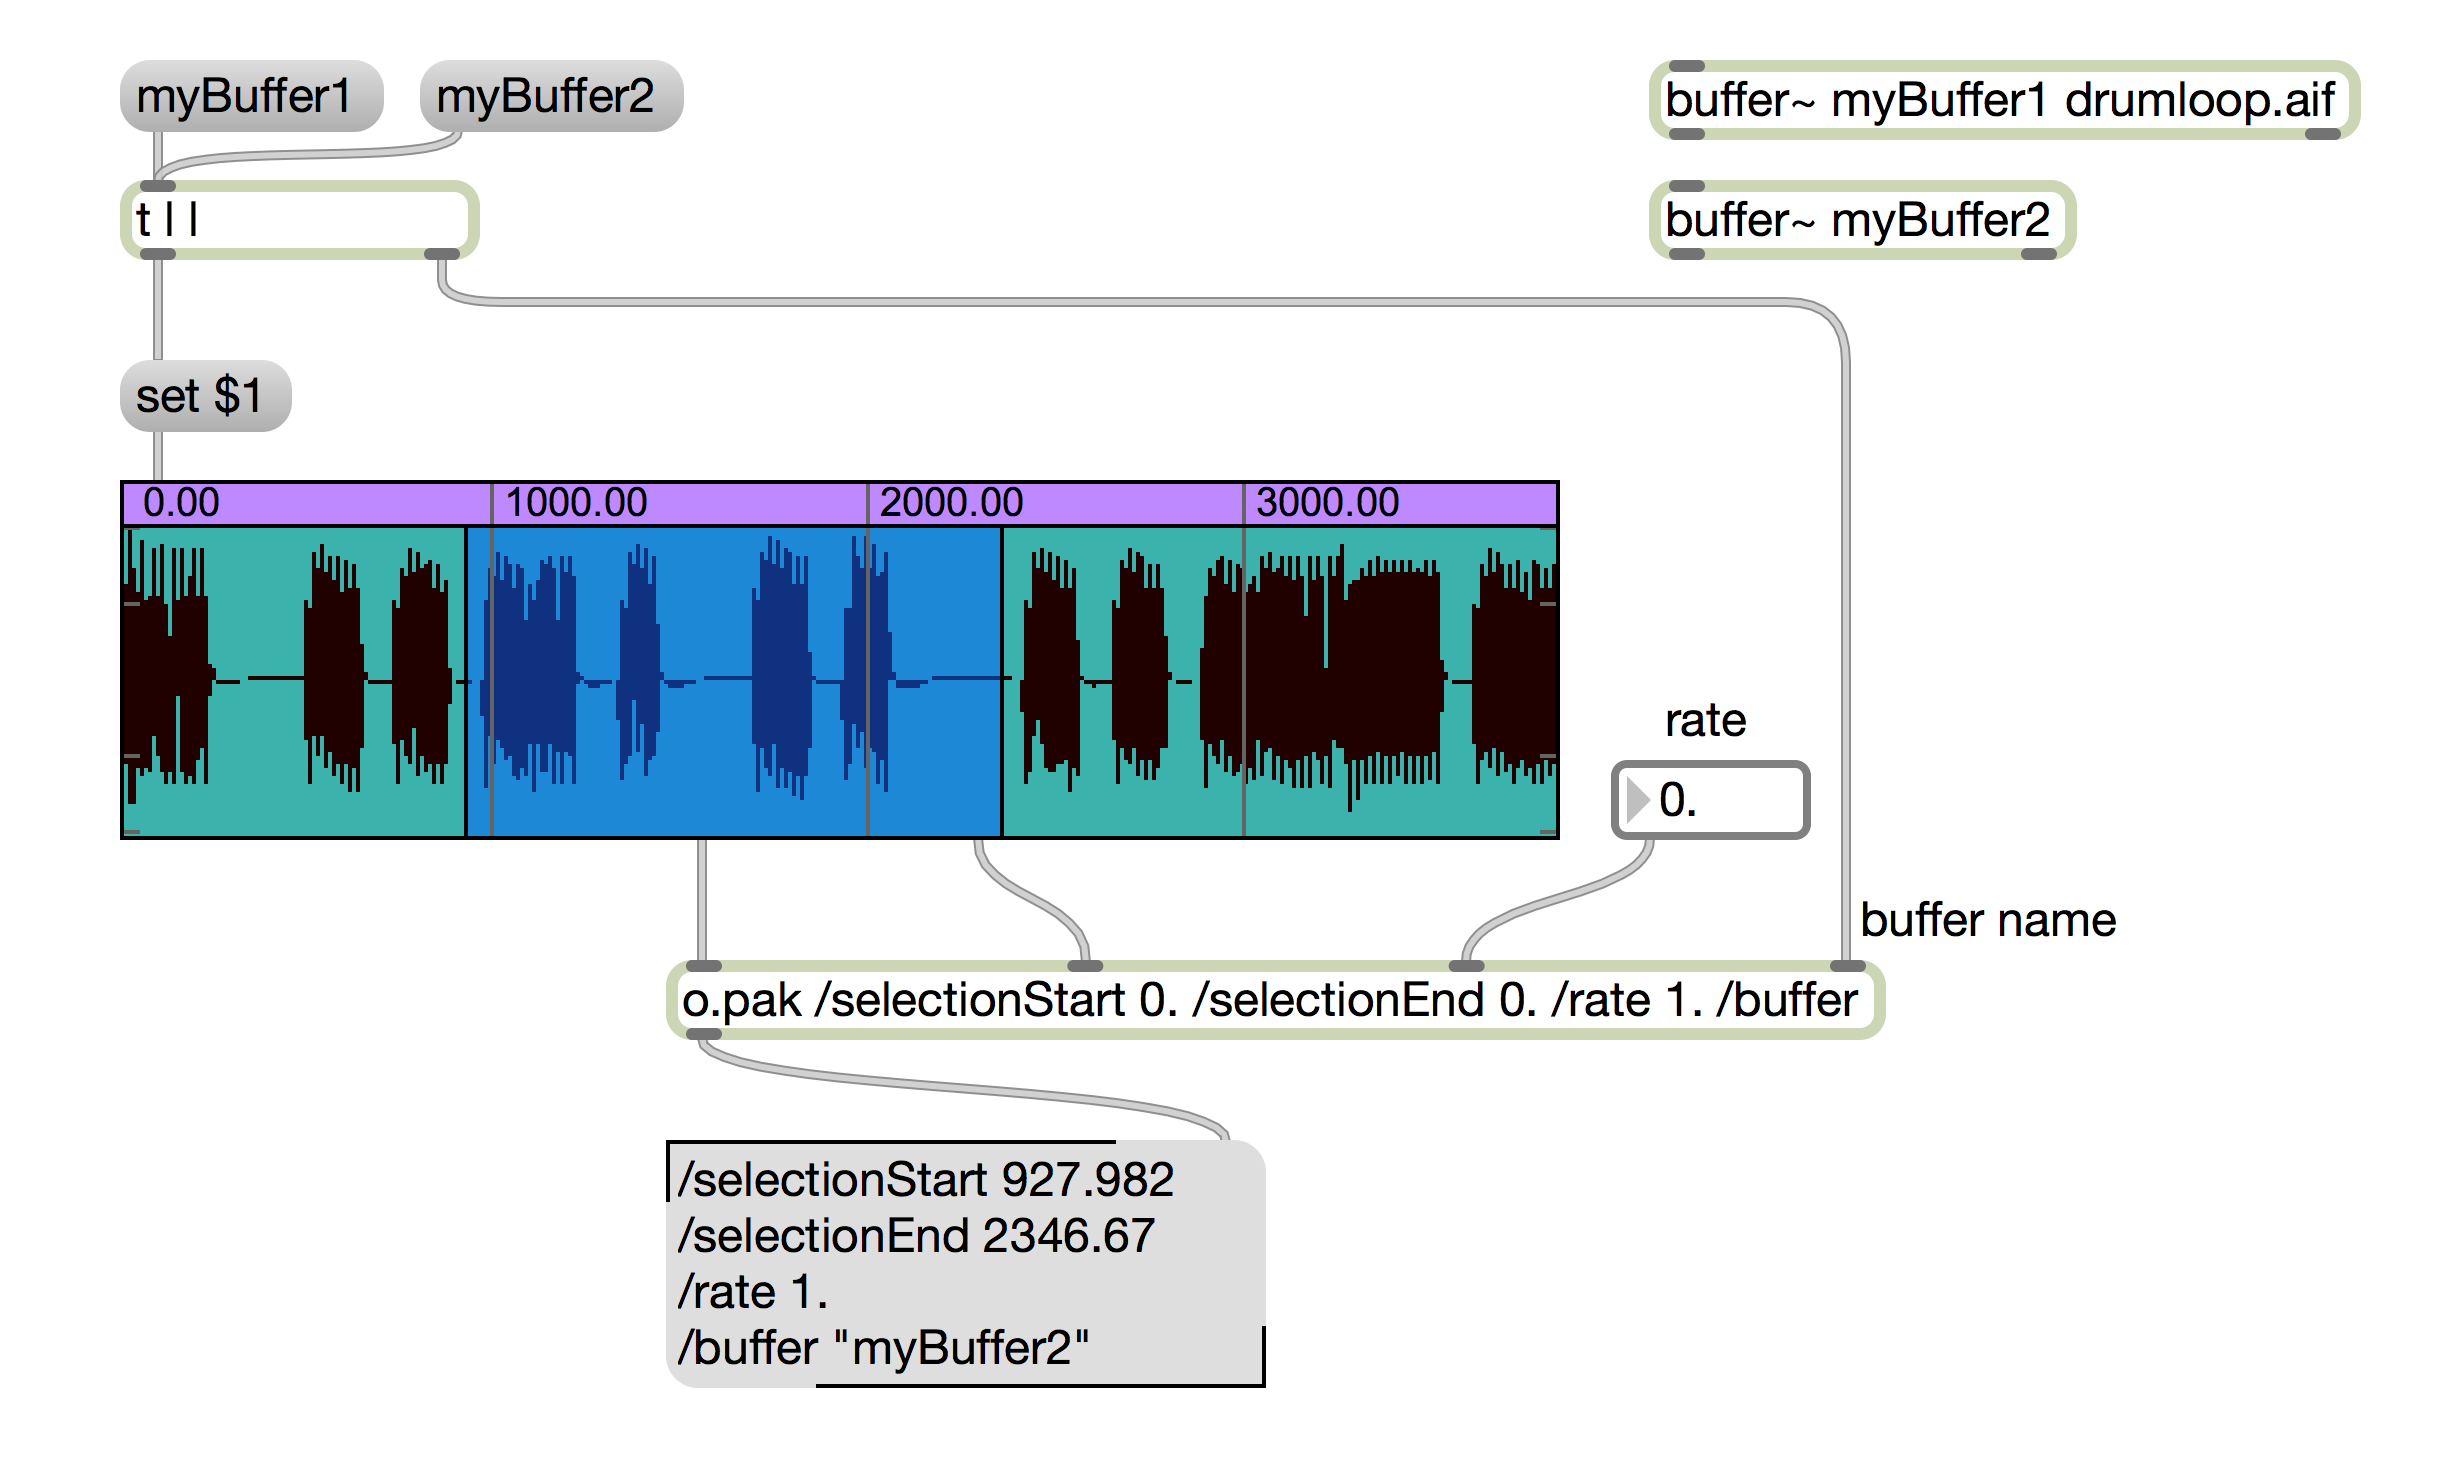 myBuffer1
myBuffer2
buffer~ myBuffer1 drumloop.aif
t l l
buffer~ myBuffer2
set $1
0.00
1000.00
2000.00
3000.00
rate
0.
buffer name
o.pak /selectionStart 0. /selectionEnd 0. /rate 1. /buffer
/selectionStart 927.982
/selectionEnd 2346.67
/rate 1.
/buffer "myBuffer2"